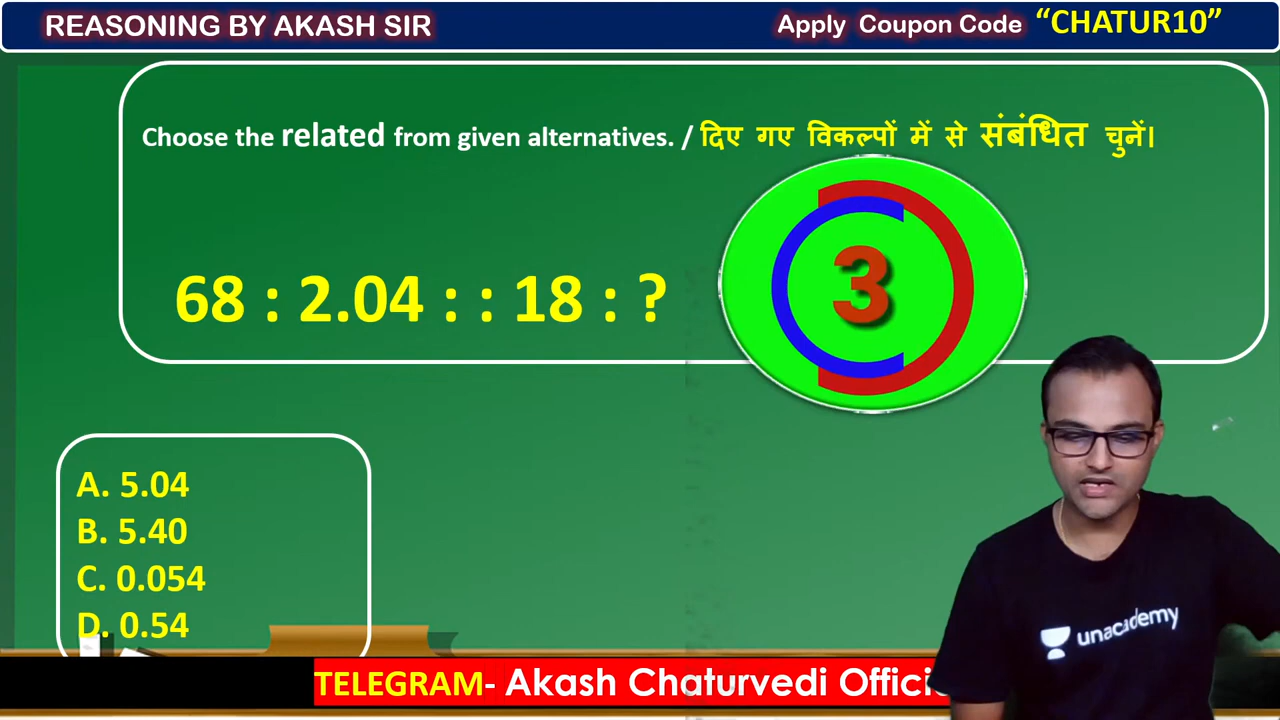 REASONING BY AKASH SIR
Apply Coupon Code "CHATUR10"
Choose the related from given alternatives. / दिए गए विकल्पों में से संबंधित चुनें।
68 : 2.04 : : 18 : ?
3
A. 5.04
B. 5.40
C. 0.054
D. 0.54
unacademy
TELEGRAM- Akash Chaturvedi